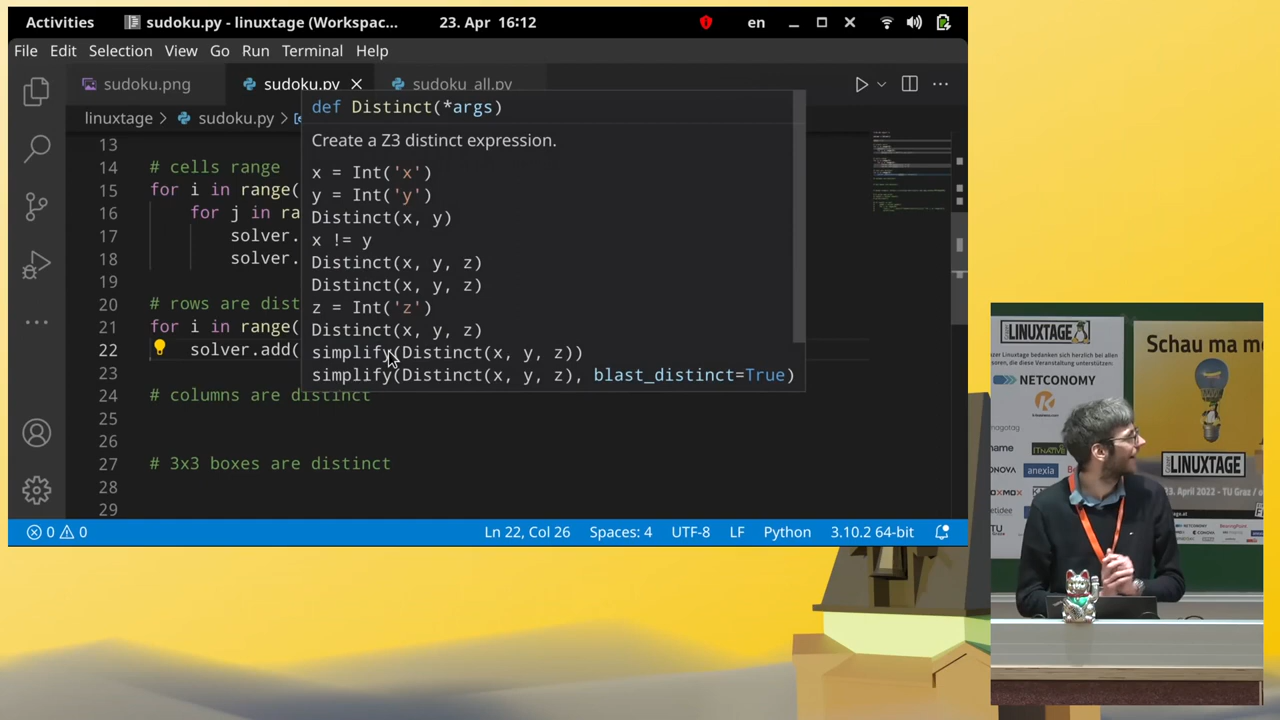 Activities sudoku.py - linuxtage (Workspac... 23. Apr 16:12 en
File Edit Selection View Go Run Terminal Help
sudoku.png sudoku.py sudoku_all.py
linuxtage > sudoku.py >
def Distinct(*args)
Create a Z3 distinct expression.
x = Int('x')
y = Int('y')
Distinct(x, y)
x != y
Distinct(x, y, z)
Distinct(x, y, z)
z = Int('z')
Distinct(x, y, z)
simplify(Distinct(x, y, z))
simplify(Distinct(x, y, z), blast_distinct=True)
13
14 # cells range
15 for i in range(
16 for j in ra
17 solver.
18 solver.
19
20 # rows are dist
21 for i in range(
22 solver.add(
23
24 # columns are distinct
25
26
27 # 3x3 boxes are distinct
28
29
0 0 Ln 22, Col 26 Spaces: 4 UTF-8 LF Python 3.10.2 64-bit
LINUXTAGE
NETCONOMY
anexia
Schau ma
LINUXTAGE